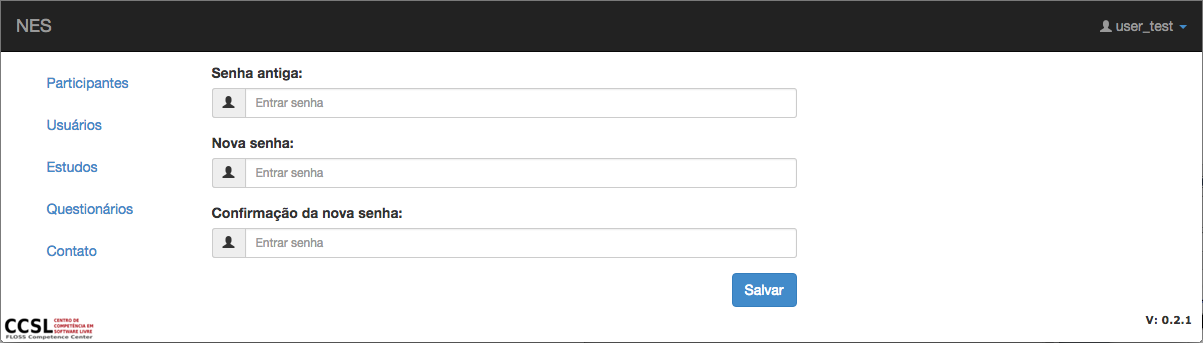 NES
user_test
Participantes
Usuários
Estudos
Questionários
Contato
Senha antiga:
Entrar senha
Nova senha:
Entrar senha
Confirmação da nova senha:
Entrar senha
Salvar
CCSL
CENTRO DE
COMPETÊNCIA EM
SOFTWARE LIVRE
FLOSS Competence Center
V: 0.2.1